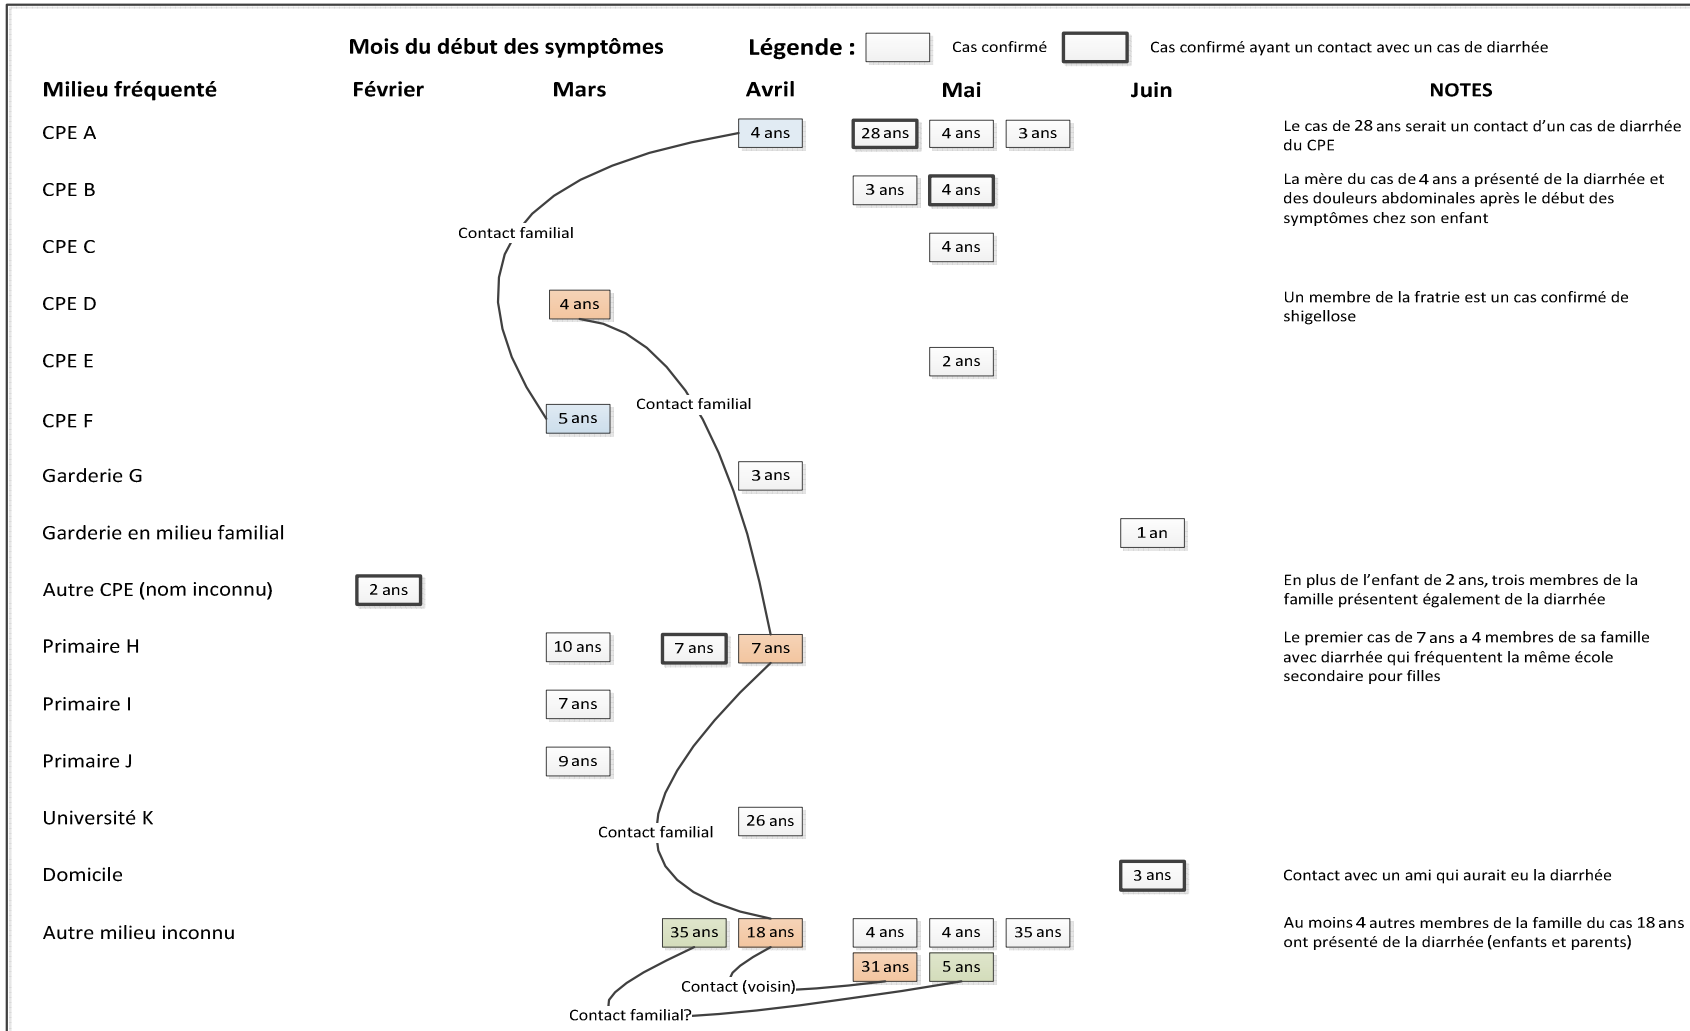 Mois du début des symptômes
Légende :
Cas confirmé
Cas confirmé ayant un contact avec un cas de diarrhée
Milieu fréquenté
Février
Mars
Avril
Mai
Juin
NOTES
CPE A
4 ans
28 ans
4 ans
3 ans
Le cas de 28 ans serait un contact d'un cas de diarrhée
du CPE
CPE B
3 ans
4 ans
La mère du cas de 4 ans a présenté de la diarrhée et
des douleurs abdominales après le début des
symptômes chez son enfant
Contact familial
CPE C
4 ans
CPE D
4 ans
Un membre de la fratrie est un cas confirmé de
shigellose
CPE E
2 ans
Contact familial
CPE F
5 ans
Garderie G
3 ans
Garderie en milieu familial
1 an
Autre CPE (nom inconnu)
2 ans
En plus de l'enfant de 2 ans, trois membres de la
famille présentent également de la diarrhée
Primaire H
10 ans
7 ans
7 ans
Le premier cas de 7 ans a 4 membres de sa famille
avec diarrhée qui fréquentent la même école
secondaire pour filles
Primaire I
7 ans
Primaire J
9 ans
Université K
26 ans
Contact familial
Domicile
3 ans
Contact avec un ami qui aurait eu la diarrhée
Autre milieu inconnu
35 ans
18 ans
4 ans
4 ans
35 ans
Au moins 4 autres membres de la famille du cas 18 ans
ont présenté de la diarrhée (enfants et parents)
31 ans
5 ans
Contact (voisin)
Contact familial?